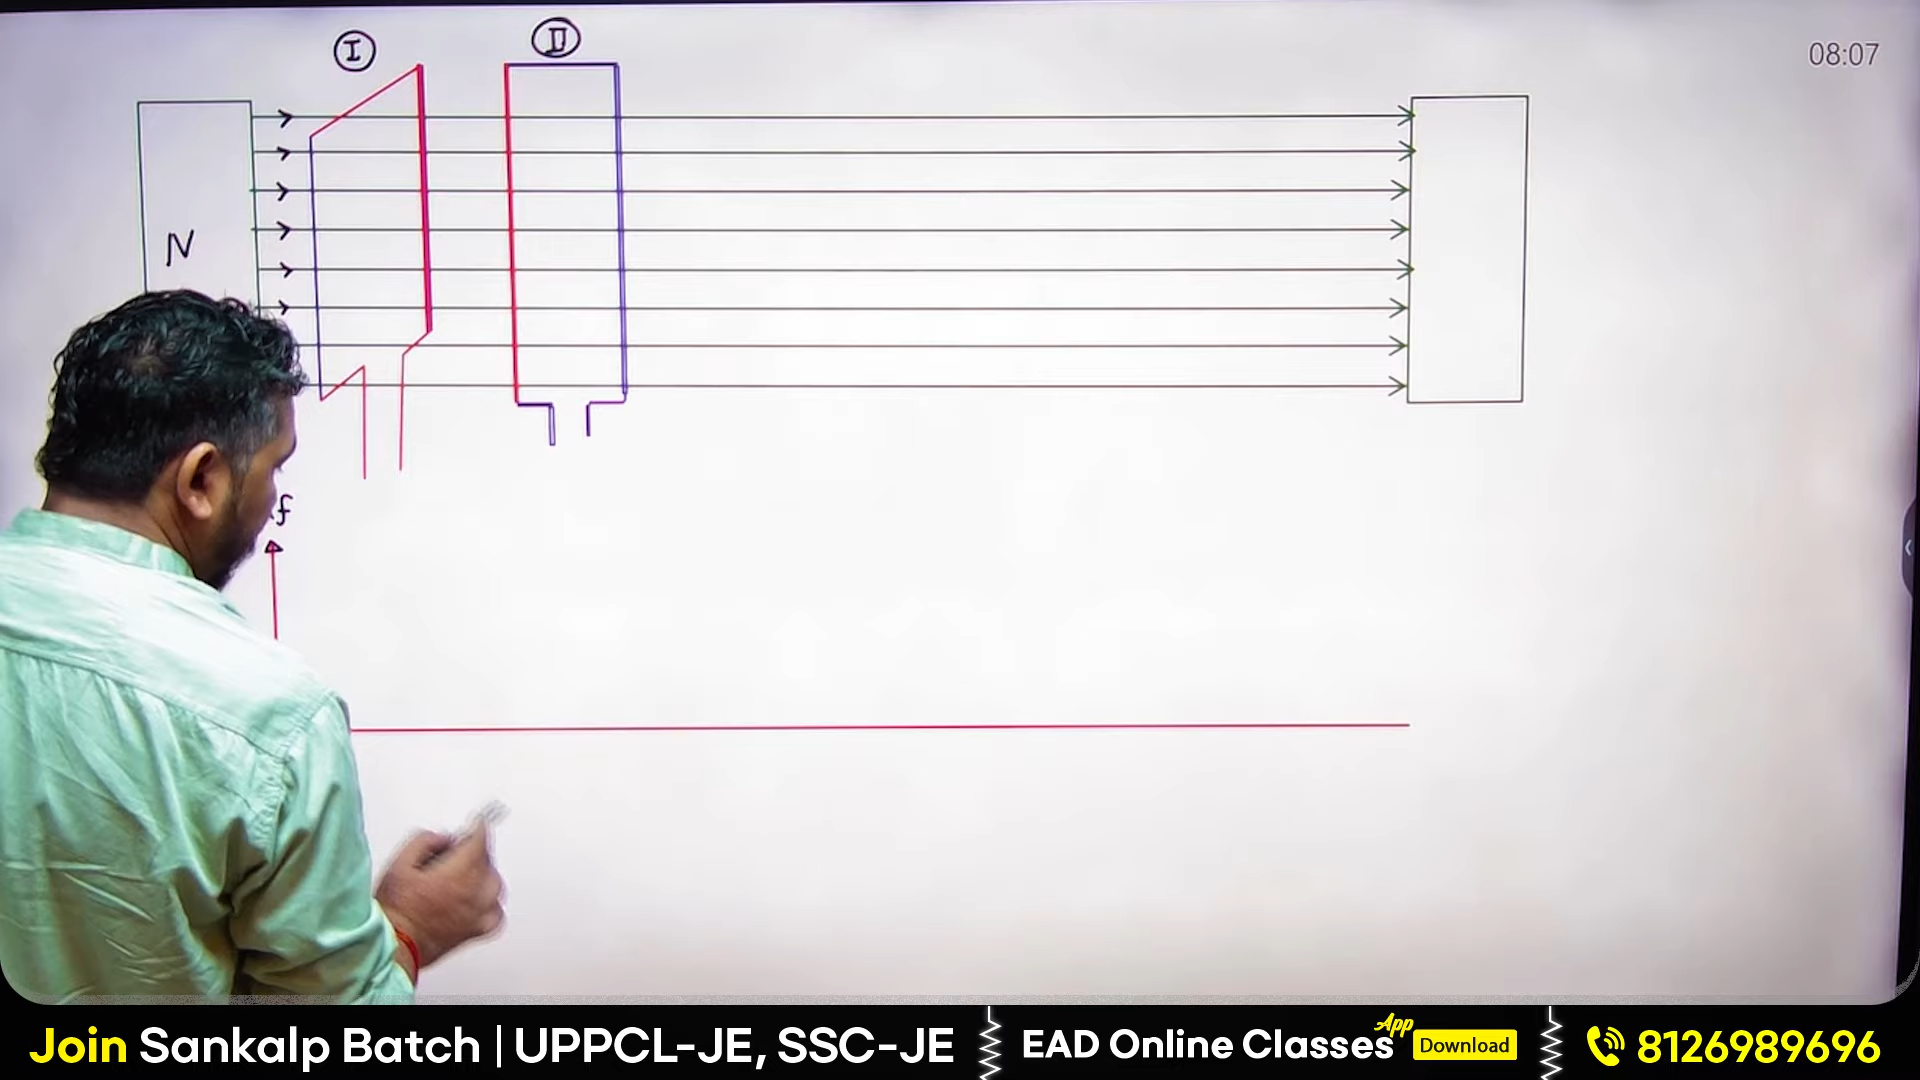 I
II
08:07
N
f
Join Sankalp Batch | UPPCL-JE, SSC-JE
EAD Online Classes App Download
8126989696